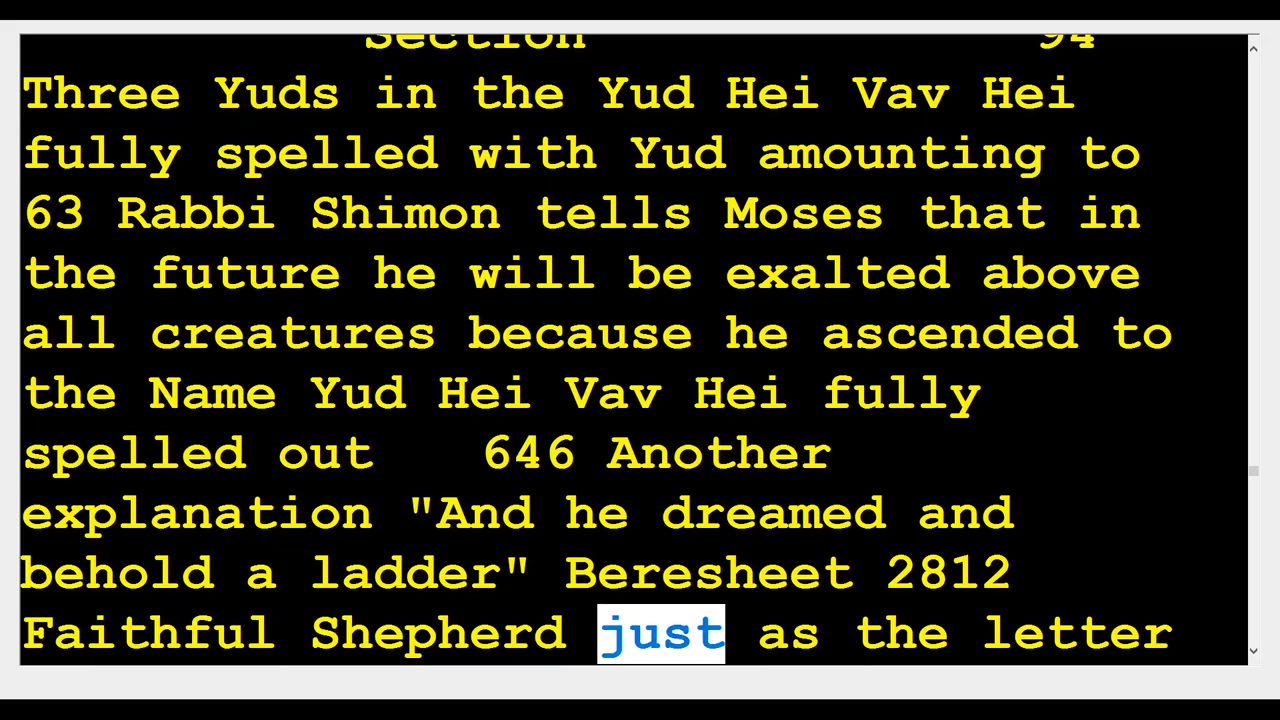 Section 94
Three Yuds in the Yud Hei Vav Hei
fully spelled with Yud amounting to
63 Rabbi Shimon tells Moses that in
the future he will be exalted above
all creatures because he ascended to
the Name Yud Hei Vav Hei fully
spelled out 646 Another
explanation "And he dreamed and
behold a ladder" Beresheet 2812
Faithful Shepherd just as the letter